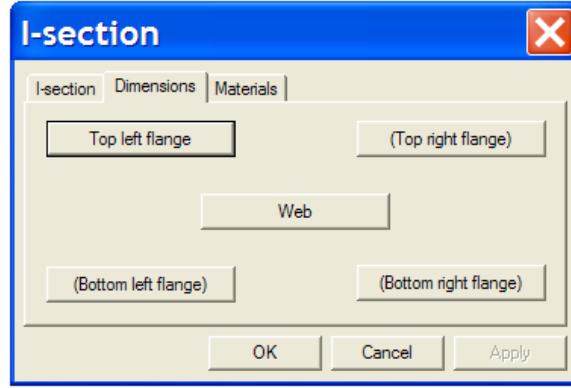 I-section
I-section Dimensions Materials
Top left flange (Top right flange)
Web
(Bottom left flange) (Bottom right flange)
OK Cancel Apply